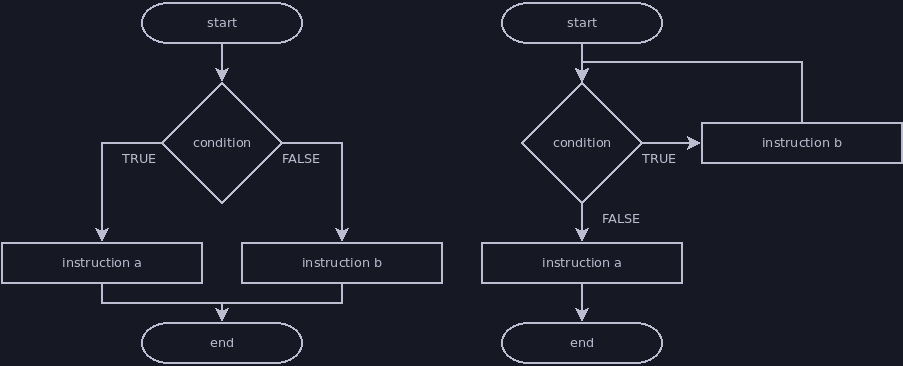 start
condition
TRUE
FALSE
instruction a
instruction b
end
start
condition
instruction b
TRUE
FALSE
instruction a
end